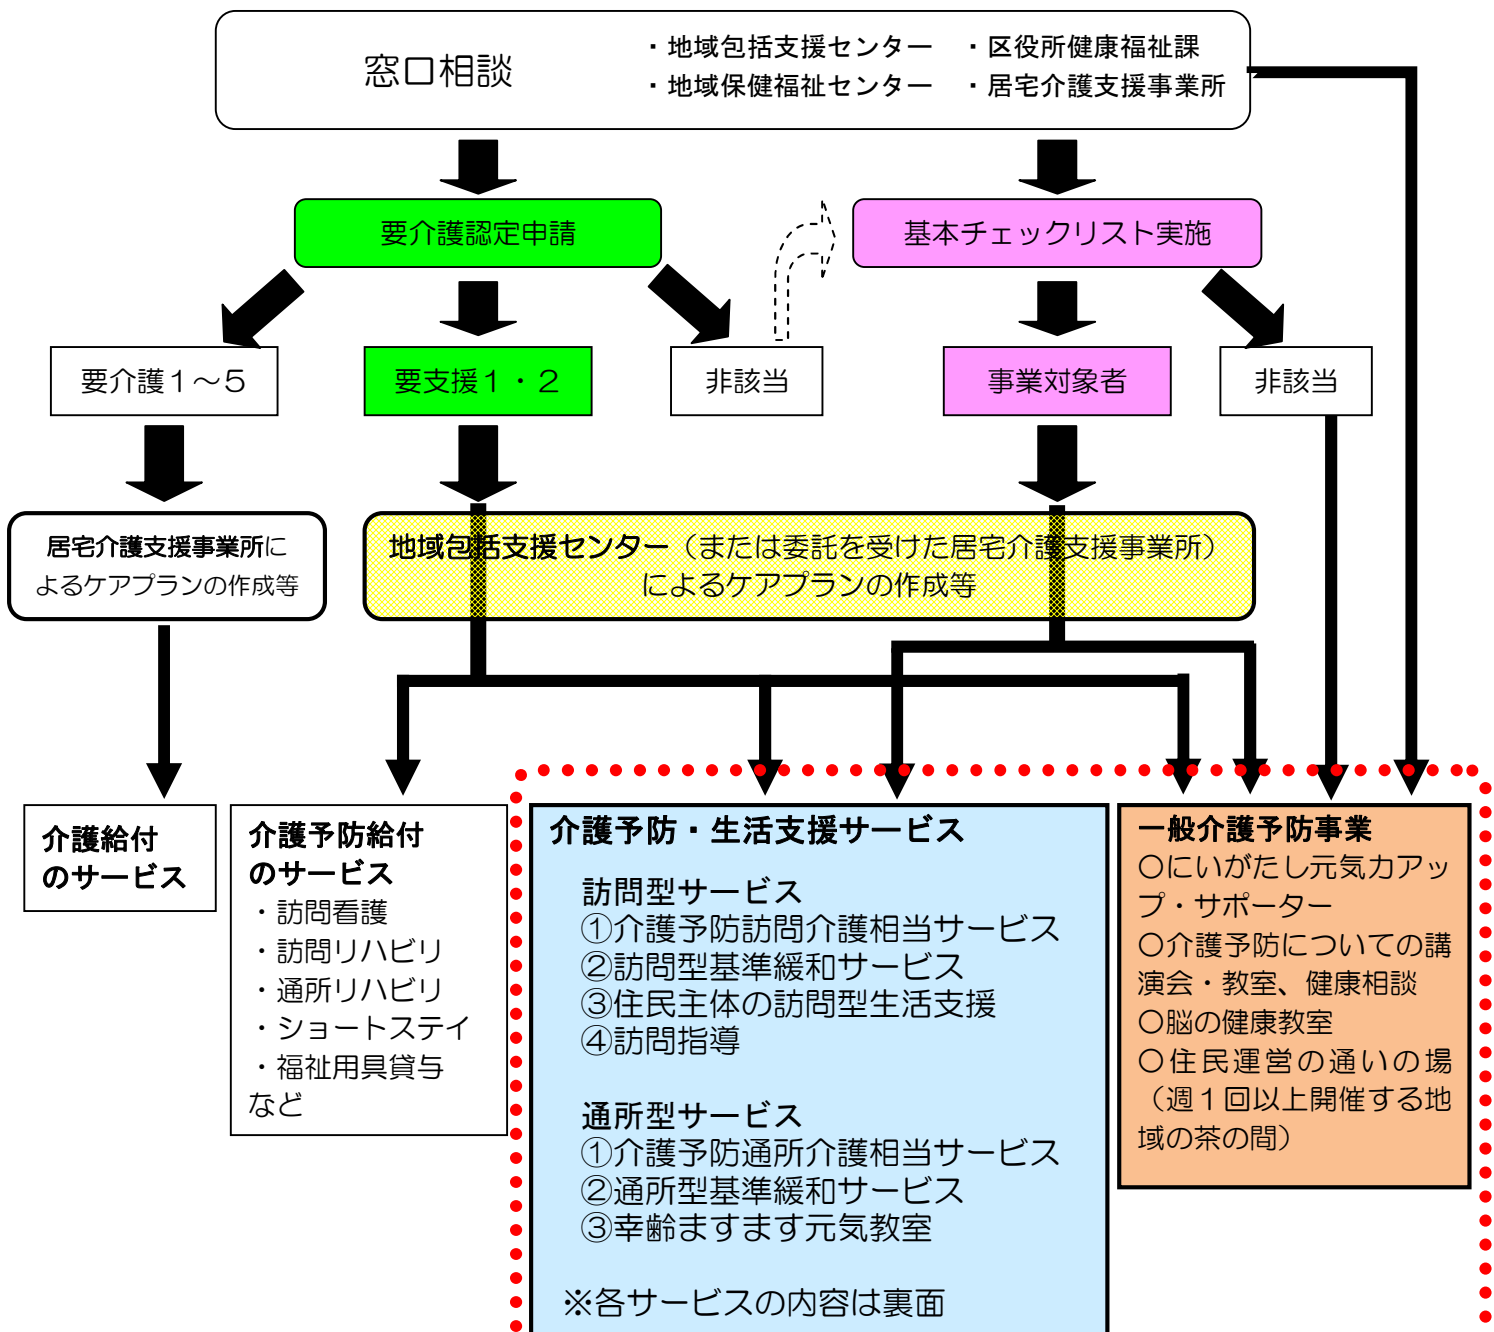 窓口相談
・地域包括支援センター　・区役所健康福祉課
・地域保健福祉センター　・居宅介護支援事業所
要介護認定申請
基本チェックリスト実施
要介護１～５
要支援１・２
非該当
事業対象者
非該当
居宅介護支援事業所に
よるケアプランの作成等
地域包括支援センター（または委託を受けた居宅介護支援事業所）
によるケアプランの作成等
介護給付
のサービス
介護予防給付
のサービス
・訪問看護
・訪問リハビリ
・通所リハビリ
・ショートステイ
・福祉用具貸与
など
介護予防・生活支援サービス
訪問型サービス
①介護予防訪問介護相当サービス
②訪問型基準緩和サービス
③住民主体の訪問型生活支援
④訪問指導
通所型サービス
①介護予防通所介護相当サービス
②通所型基準緩和サービス
③幸齢ますます元気教室
※各サービスの内容は裏面
一般介護予防事業
〇にいがたし元気力アッ
プ・サポーター
〇介護予防についての講
演会・教室、健康相談
〇脳の健康教室
〇住民運営の通いの場
（週１回以上開催する地
域の茶の間）